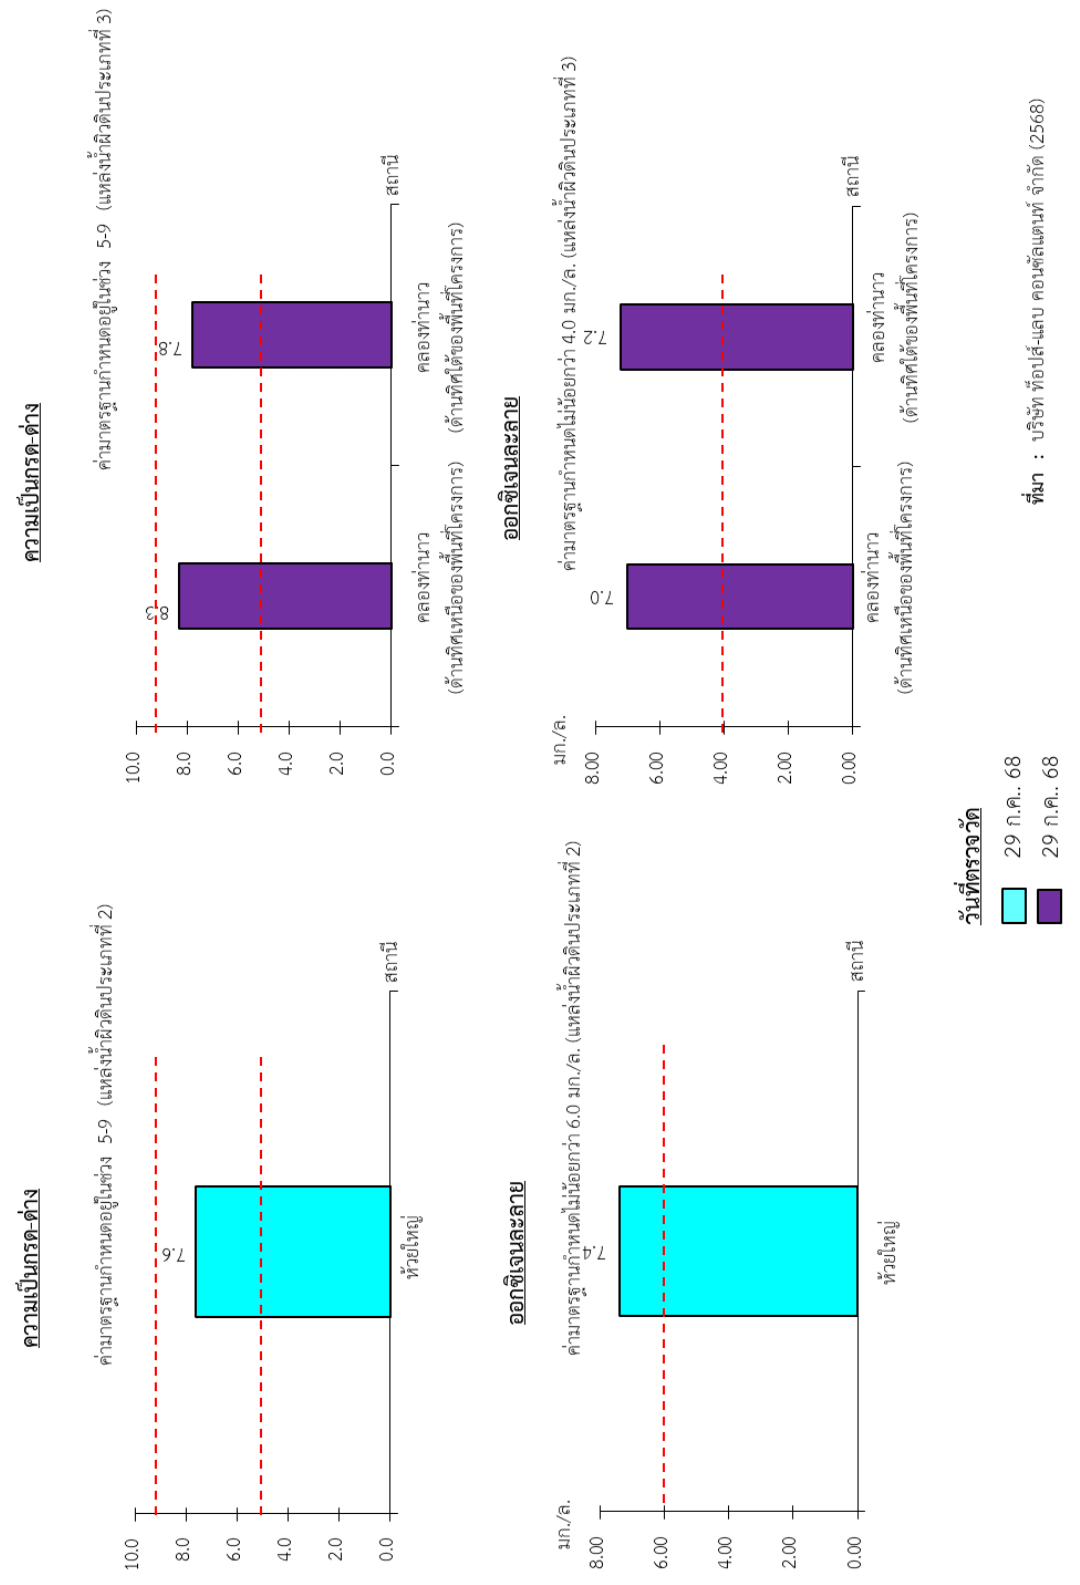 ความเป็นกรด-ด่าง
ค่ามาตรฐานกำหนดอยู่ในช่วง 5-9 (แหล่งน้ำผิวดินประเภทที่ 2)
10.0
8.0
6.0
4.0
2.0
0.0
7.6
ห้วยใหญ่
สถานี
ความเป็นกรด-ด่าง
ค่ามาตรฐานกำหนดอยู่ในช่วง 5-9 (แหล่งน้ำผิวดินประเภทที่ 3)
10.0
8.0
6.0
4.0
2.0
0.0
8.3
7.8
คลองท่านาว
(ด้านทิศเหนือของพื้นที่โครงการ)
คลองท่านาว
(ด้านทิศใต้ของพื้นที่โครงการ)
สถานี
ออกซิเจนละลาย
มก./ล.
ค่ามาตรฐานกำหนดไม่น้อยกว่า 6.0 มก./ล. (แหล่งน้ำผิวดินประเภทที่ 2)
8.00
6.00
4.00
2.00
0.00
7.4
ห้วยใหญ่
สถานี
ออกซิเจนละลาย
มก./ล.
ค่ามาตรฐานกำหนดไม่น้อยกว่า 4.0 มก./ล. (แหล่งน้ำผิวดินประเภทที่ 3)
8.00
6.00
4.00
2.00
0.00
7.0
7.2
คลองท่านาว
(ด้านทิศเหนือของพื้นที่โครงการ)
คลองท่านาว
(ด้านทิศใต้ของพื้นที่โครงการ)
สถานี
วันที่ตรวจวัด
29 ก.ค.. 68
29 ก.ค.. 68
ที่มา : บริษัท ท็อปส์-แลบ คอนซัลแตนท์ จำกัด (2568)